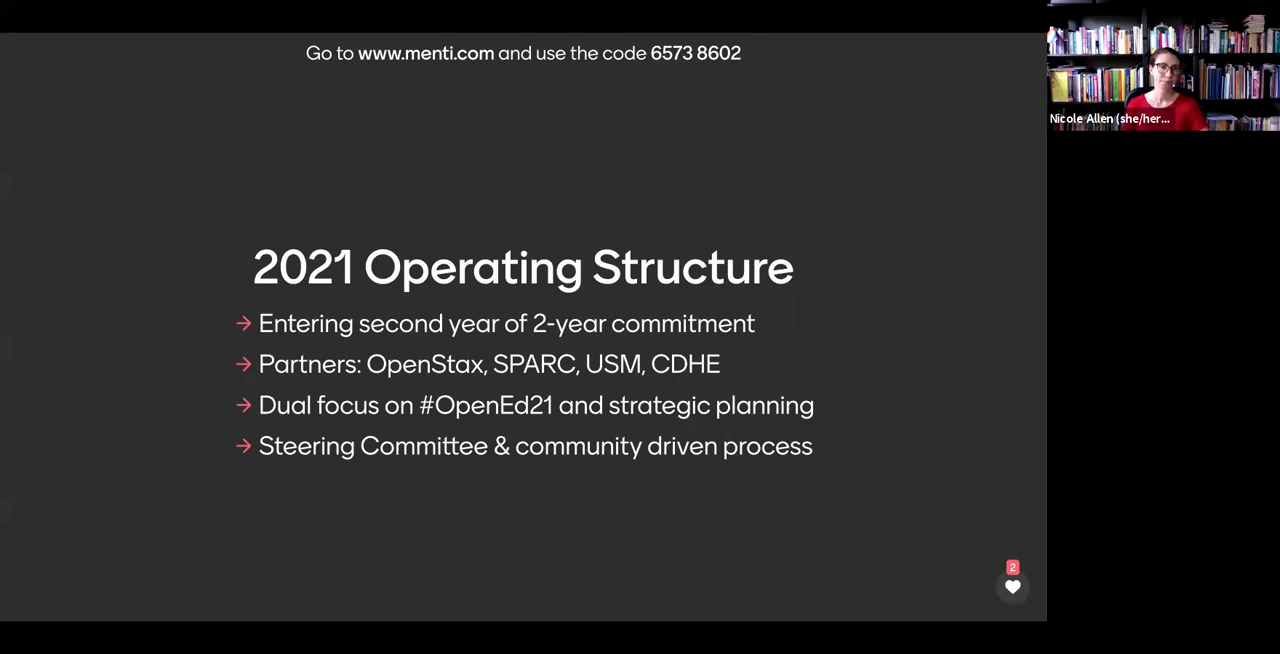 Go to www.menti.com and use the code 6573 8602
Nicole Allen (she/her...
2021 Operating Structure
→ Entering second year of 2-year commitment
→ Partners: OpenStax, SPARC, USM, CDHE
→ Dual focus on #OpenEd21 and strategic planning
→ Steering Committee & community driven process
2